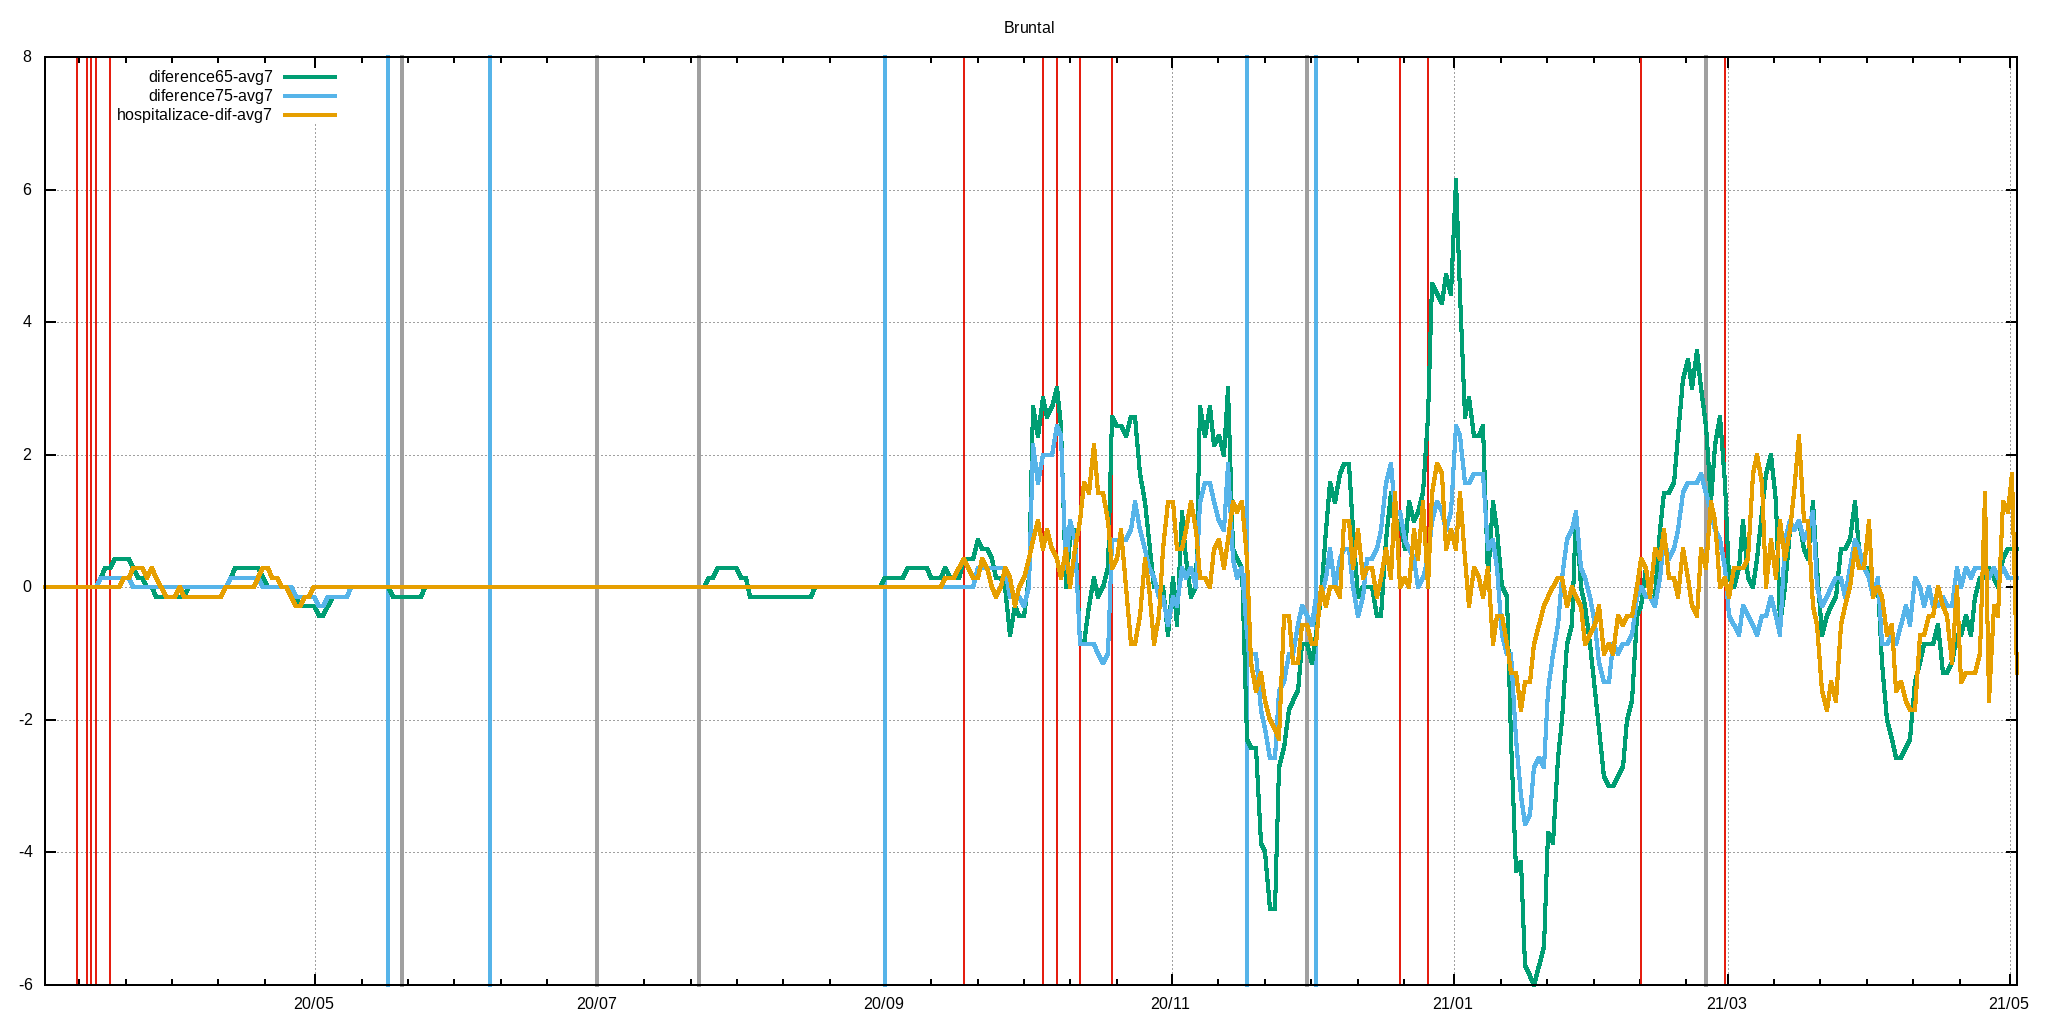 Bruntal
8
diference65-avg7
diference75-avg7
hospitalizace-dif-avg7
6
4
2
0
-2
-4
-6
20/05 20/07 20/09 20/11 21/01 21/03 21/05